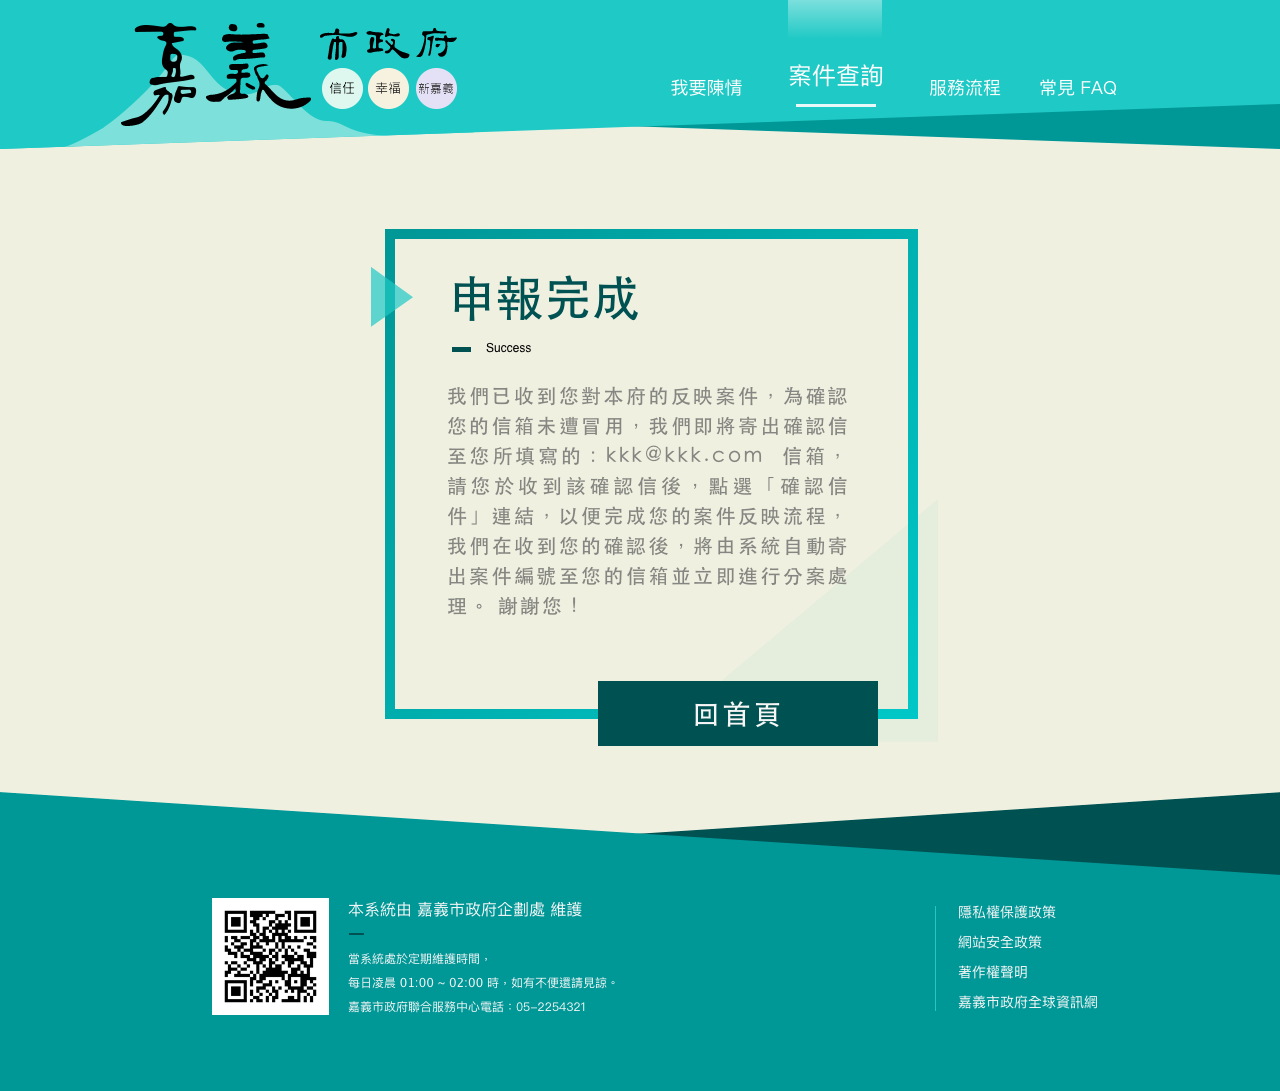 嘉義市政府
信任 幸福 新嘉義
我要陳情 案件查詢 服務流程 常見 FAQ
申報完成
Success
我們已收到您對本府的反映案件，為確認
您的信箱未遭冒用，我們即將寄出確認信
至您所填寫的：kkk@kkk.com 信箱，
請您於收到該確認信後，點選「確認信
件」連結，以便完成您的案件反映流程，
我們在收到您的確認後，將由系統自動寄
出案件編號至您的信箱並立即進行分案處
理。 謝謝您！
回首頁
本系統由 嘉義市政府企劃處 維護
當系統處於定期維護時間，
每日凌晨 01:00 ~ 02:00 時，如有不便還請見諒。
嘉義市政府聯合服務中心電話：05-2254321
隱私權保護政策
網站安全政策
著作權聲明
嘉義市政府全球資訊網